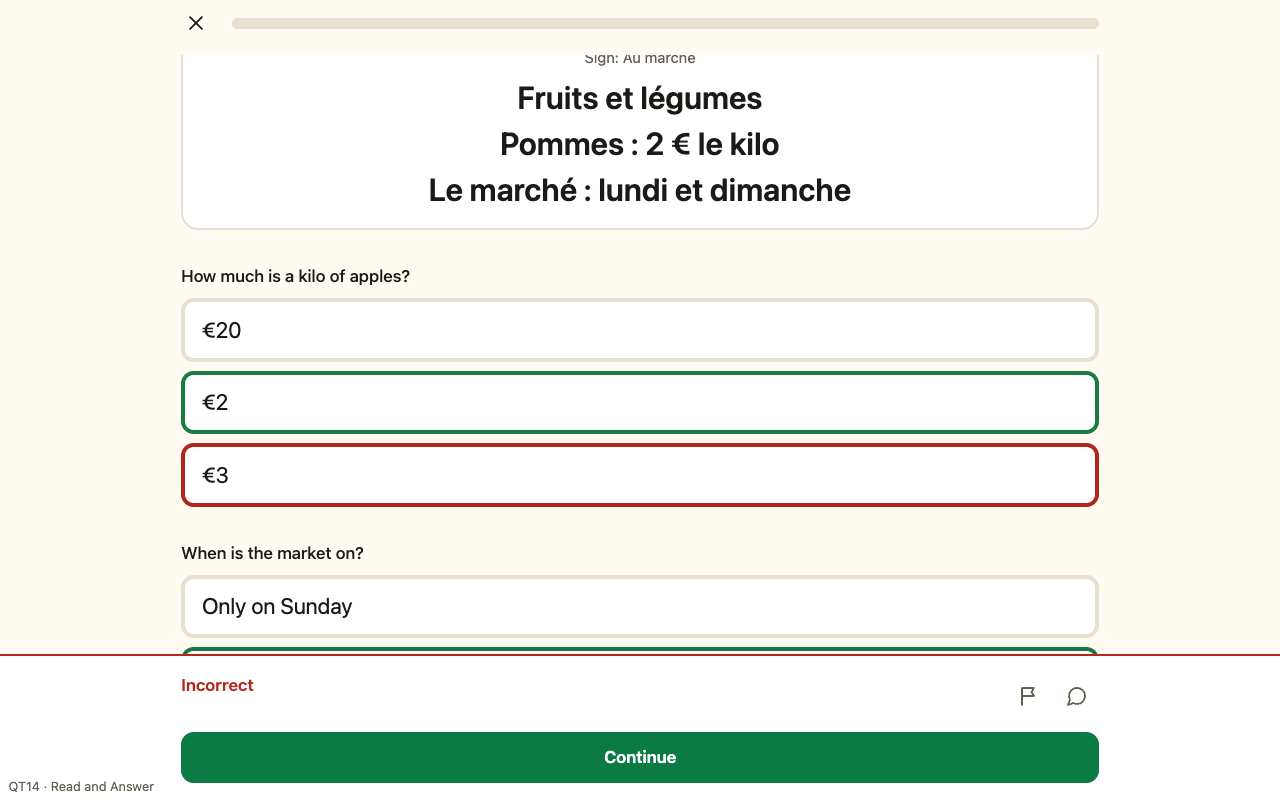 Sign: Au marché
Fruits et légumes
Pommes : 2 € le kilo
Le marché : lundi et dimanche
How much is a kilo of apples?
€20
€2
€3
When is the market on?
Only on Sunday
Incorrect
Continue
QT14 · Read and Answer